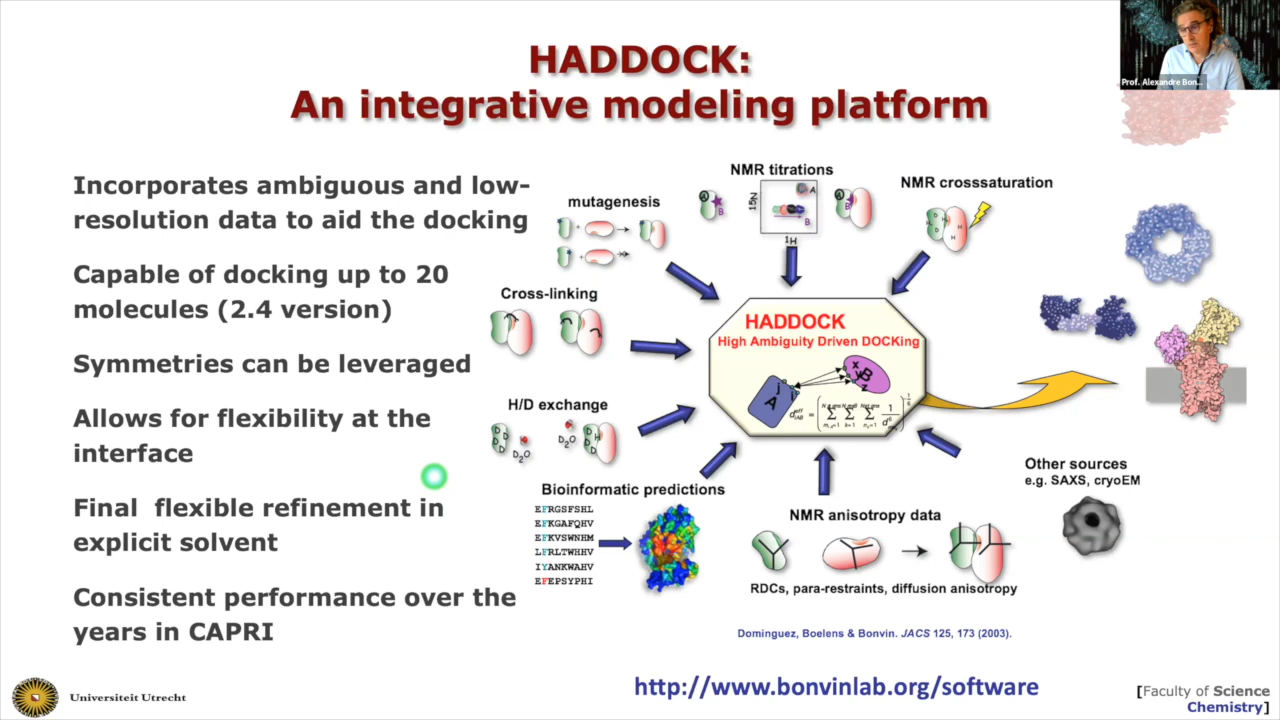 HADDOCK:
An integrative modeling platform
Prof. Alexandre Bon...
Incorporates ambiguous and low-
resolution data to aid the docking
Capable of docking up to 20
molecules (2.4 version)
Symmetries can be leveraged
Allows for flexibility at the
interface
Final flexible refinement in
explicit solvent
Consistent performance over the
years in CAPRI
mutagenesis
NMR titrations
15N
1H
A
B
A
B
NMR crosssaturation
D
D
D
H
H
Cross-linking
H/D exchange
D D
D
D
D2O
D2O
D
D
D
H
Bioinformatic predictions
EFRGSFSHL
EFKGAFQHV
EFKVSWNHM
LFRLTWHHV
IYANKWAHV
EFEPSYPHI
HADDOCK
High Ambiguity Driven DOCKing
A
B
x
y
z
j
i
NMR anisotropy data
RDCs, para-restraints, diffusion anisotropy
Other sources
e.g. SAXS, cryoEM
Dominguez, Boelens & Bonvin. JACS 125, 173 (2003).
Universiteit Utrecht
http://www.bonvinlab.org/software
[Faculty of Science
Chemistry]